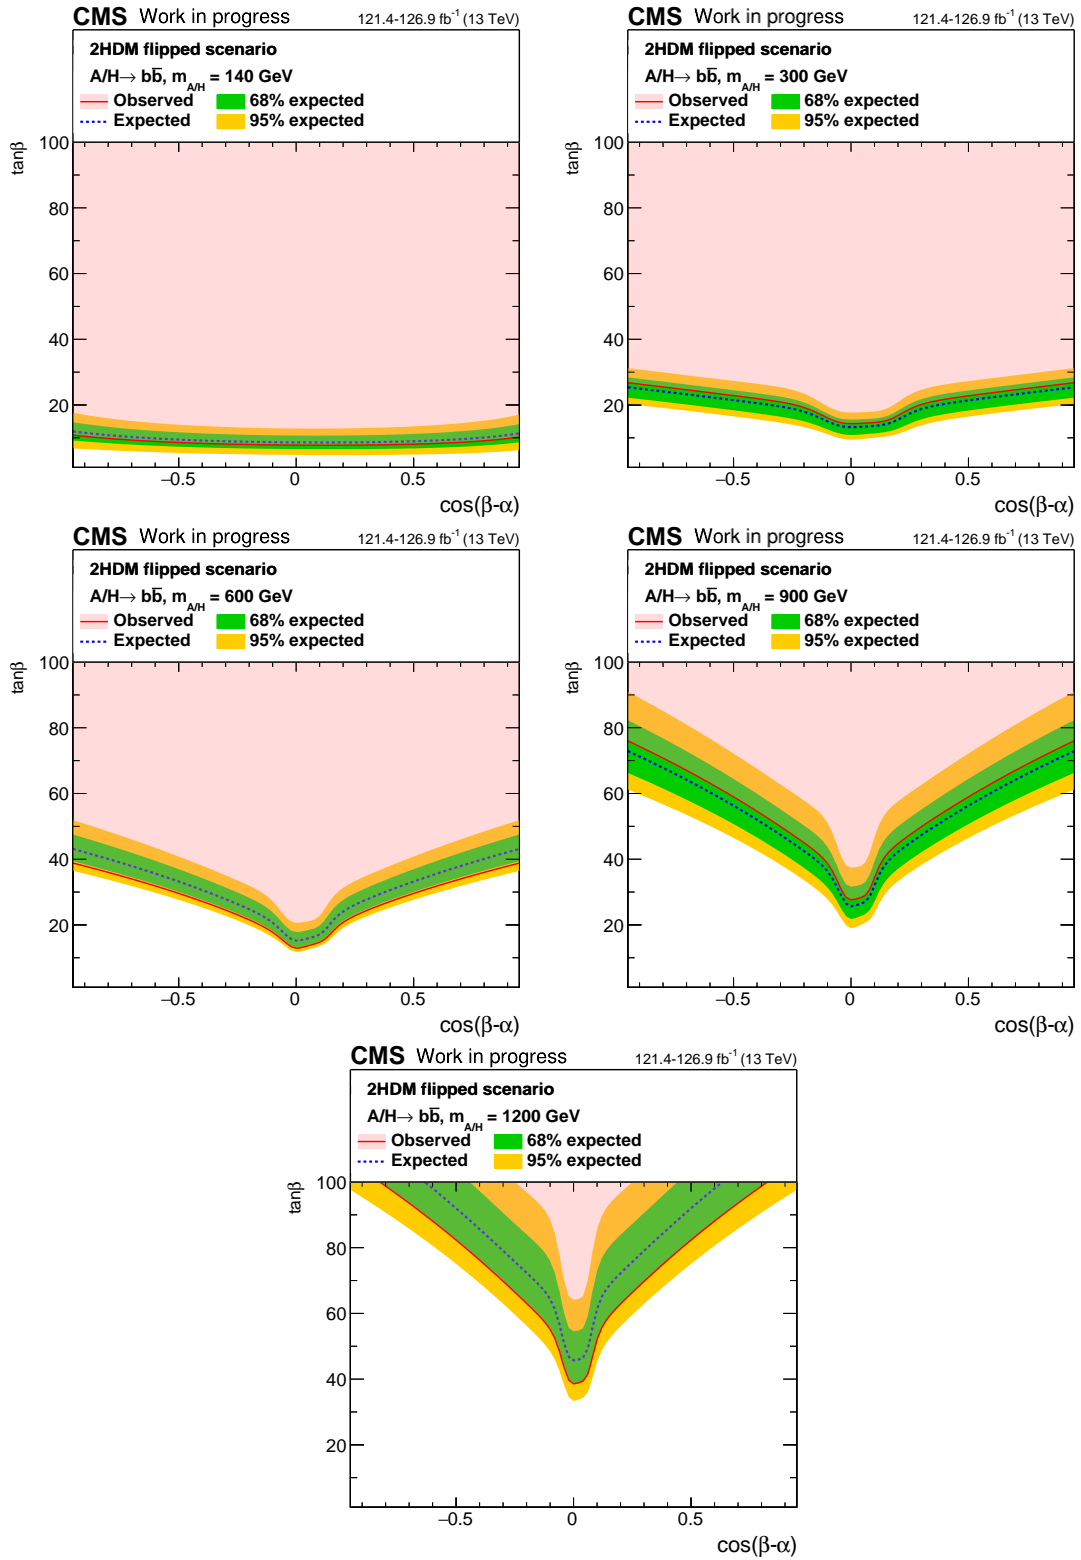 CMS Work in progress 121.4-126.9 fb⁻¹ (13 TeV)
2HDM flipped scenario
A/H→ bb̅, m_A/H = 140 GeV
Observed 68% expected
Expected 95% expected
tanβ
100
80
60
40
20
−0.5 0 0.5
cos(β-α)
CMS Work in progress 121.4-126.9 fb⁻¹ (13 TeV)
2HDM flipped scenario
A/H→ bb̅, m_A/H = 300 GeV
Observed 68% expected
Expected 95% expected
tanβ
100
80
60
40
20
−0.5 0 0.5
cos(β-α)
CMS Work in progress 121.4-126.9 fb⁻¹ (13 TeV)
2HDM flipped scenario
A/H→ bb̅, m_A/H = 600 GeV
Observed 68% expected
Expected 95% expected
tanβ
100
80
60
40
20
−0.5 0 0.5
cos(β-α)
CMS Work in progress 121.4-126.9 fb⁻¹ (13 TeV)
2HDM flipped scenario
A/H→ bb̅, m_A/H = 900 GeV
Observed 68% expected
Expected 95% expected
tanβ
100
80
60
40
20
−0.5 0 0.5
cos(β-α)
CMS Work in progress 121.4-126.9 fb⁻¹ (13 TeV)
2HDM flipped scenario
A/H→ bb̅, m_A/H = 1200 GeV
Observed 68% expected
Expected 95% expected
tanβ
100
80
60
40
20
−0.5 0 0.5
cos(β-α)